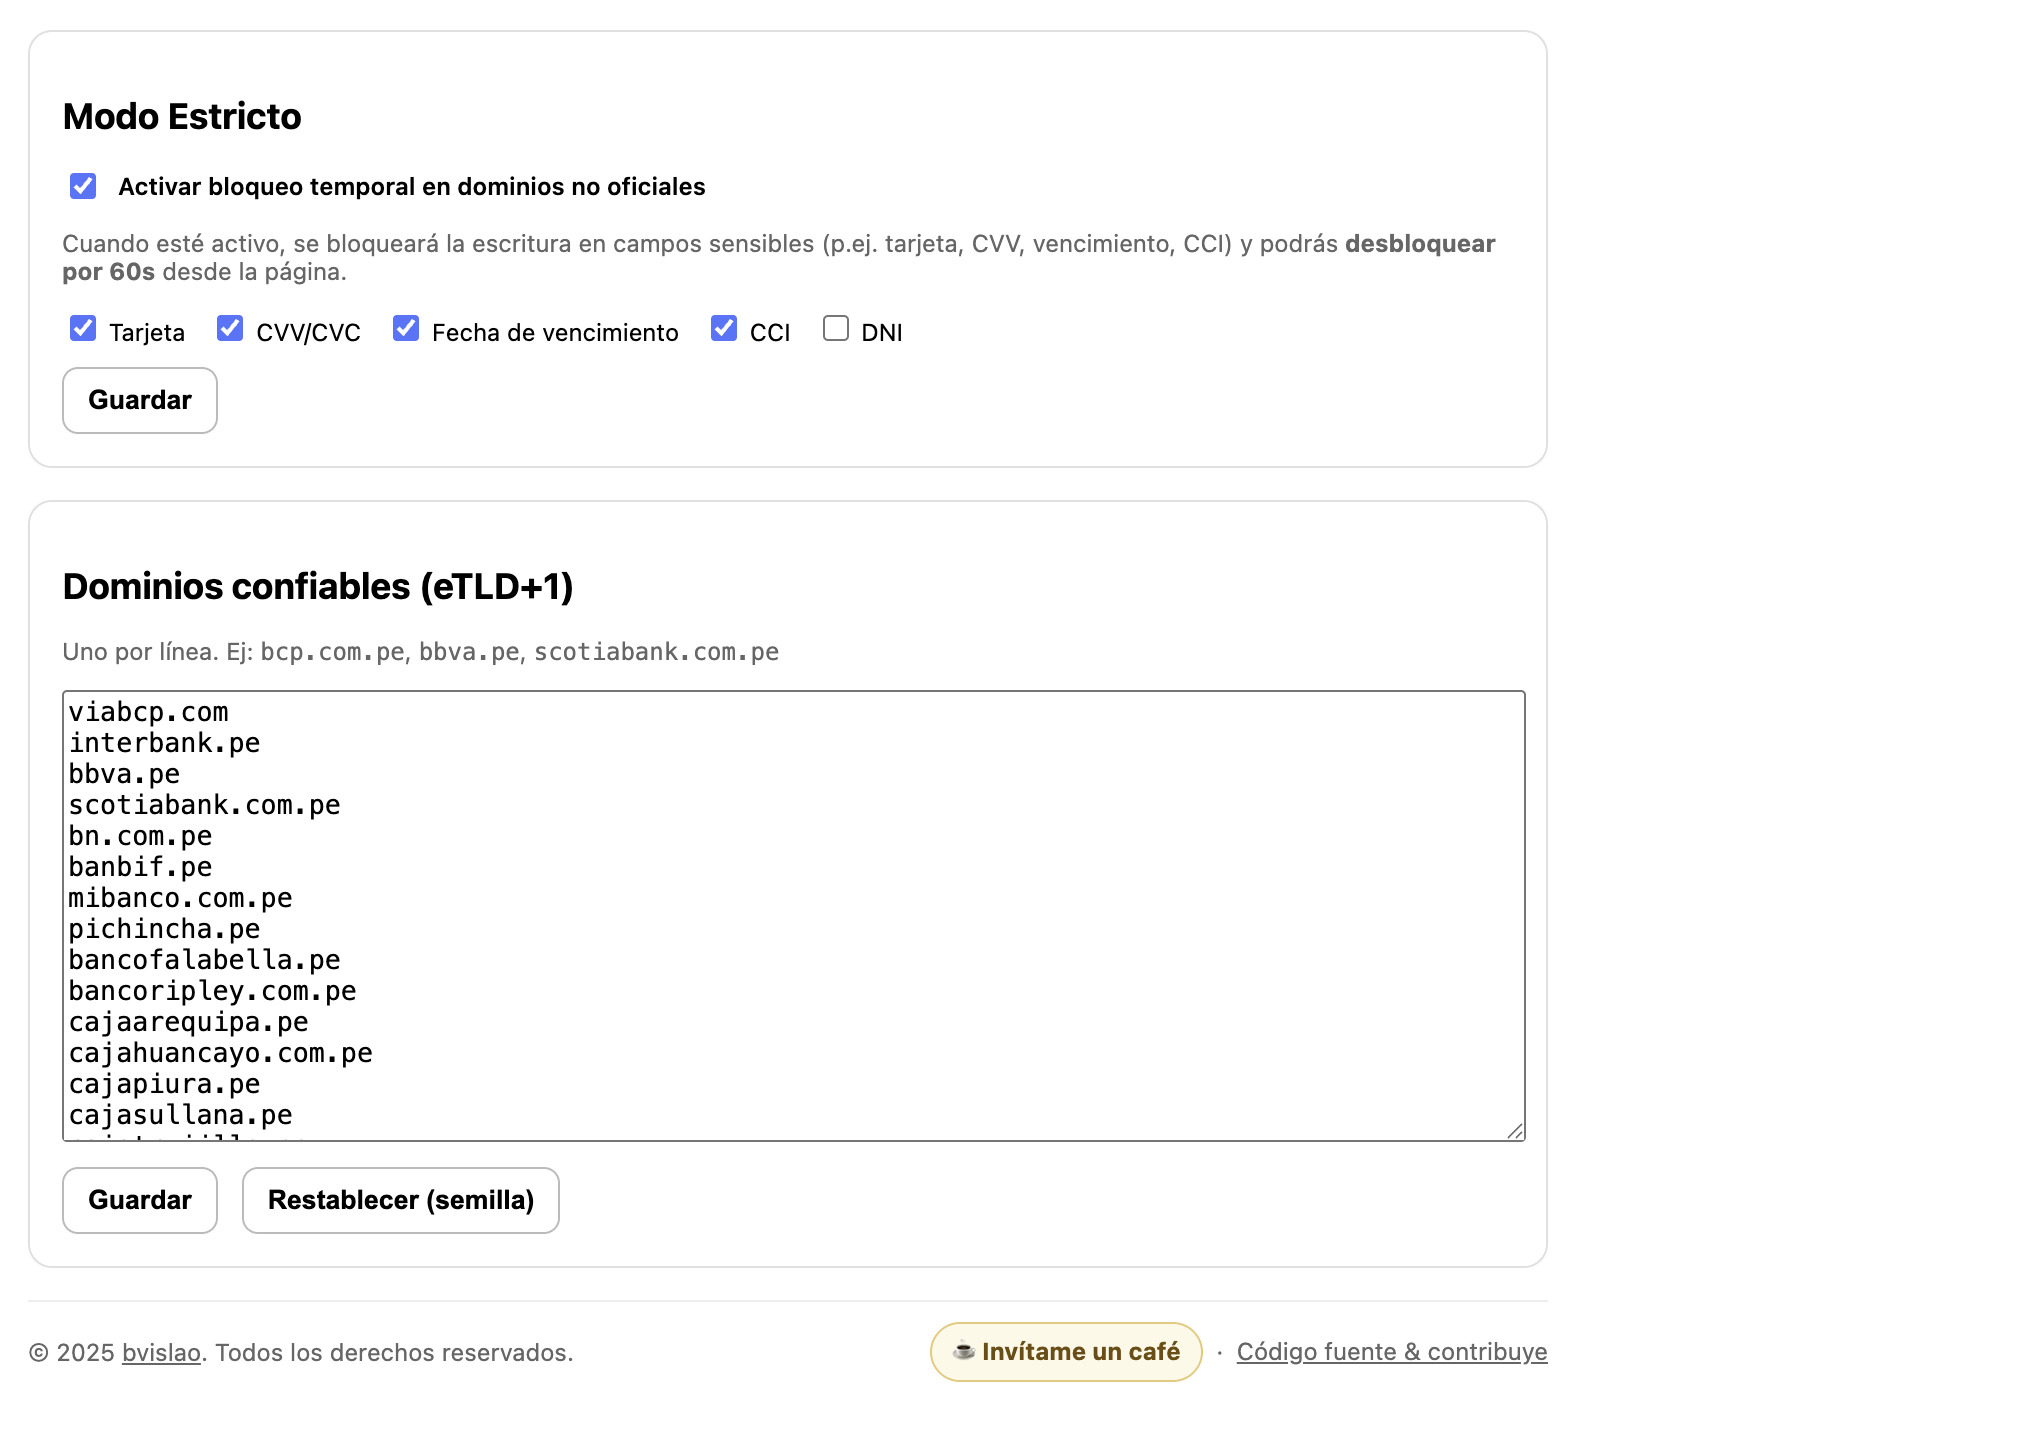 Modo Estricto
Activar bloqueo temporal en dominios no oficiales
Cuando esté activo, se bloqueará la escritura en campos sensibles (p.ej. tarjeta, CVV, vencimiento, CCI) y podrás desbloquear
por 60s desde la página.
Tarjeta CVV/CVC Fecha de vencimiento CCI DNI
Guardar
Dominios confiables (eTLD+1)
Uno por línea. Ej: bcp.com.pe, bbva.pe, scotiabank.com.pe
viabcp.com
interbank.pe
bbva.pe
scotiabank.com.pe
bn.com.pe
banbif.pe
mibanco.com.pe
pichincha.pe
bancofalabella.pe
bancoripley.com.pe
cajaarequipa.pe
cajahuancayo.com.pe
cajapiura.pe
cajasullana.pe
Guardar Restablecer (semilla)
© 2025 bvislao. Todos los derechos reservados. ☕ Invítame un café · Código fuente & contribuye